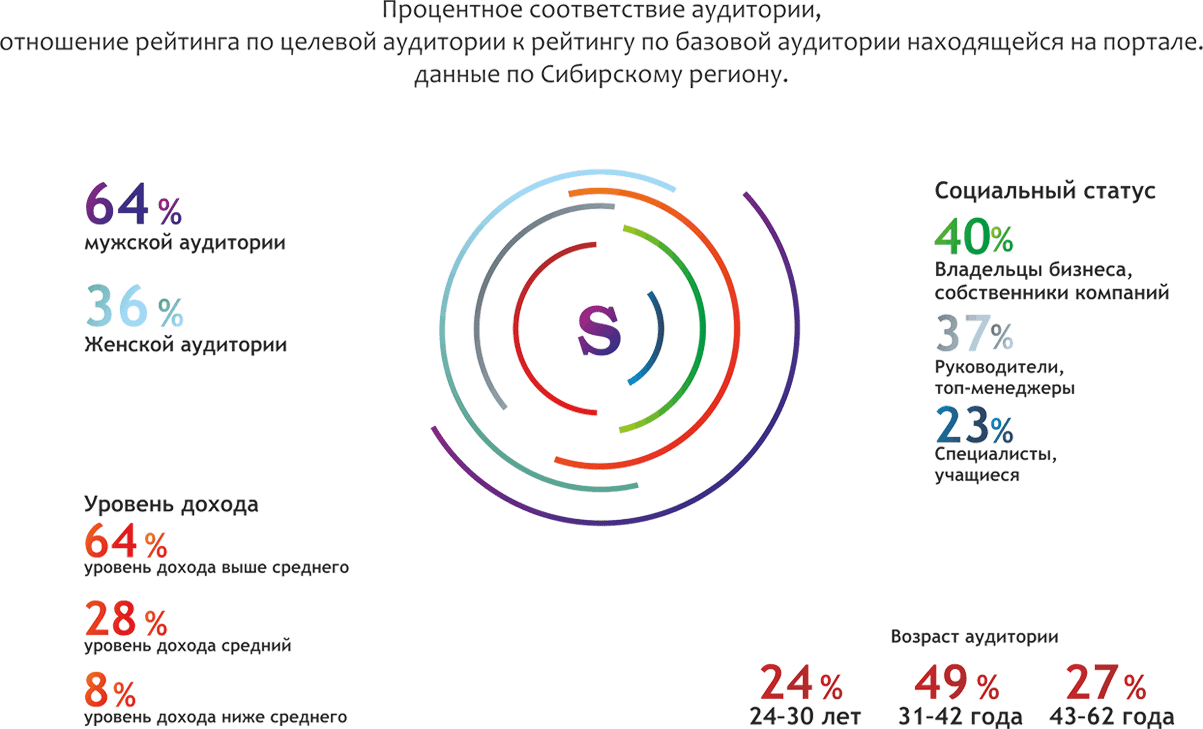 Процентное соответствие аудитории,
отношение рейтинга по целевой аудитории к рейтингу по базовой аудитории находящейся на портале.
данные по Сибирскому региону.
64 %
мужской аудитории
36 %
Женской аудитории
Уровень дохода
64 %
уровень дохода выше среднего
28 %
уровень дохода средний
8 %
уровень дохода ниже среднего
S
Социальный статус
40%
Владельцы бизнеса,
собственники компаний
37%
Руководители,
топ-менеджеры
23%
Специалисты,
учащиеся
Возраст аудитории
24 % 49 % 27 %
24–30 лет 31–42 года 43–62 года